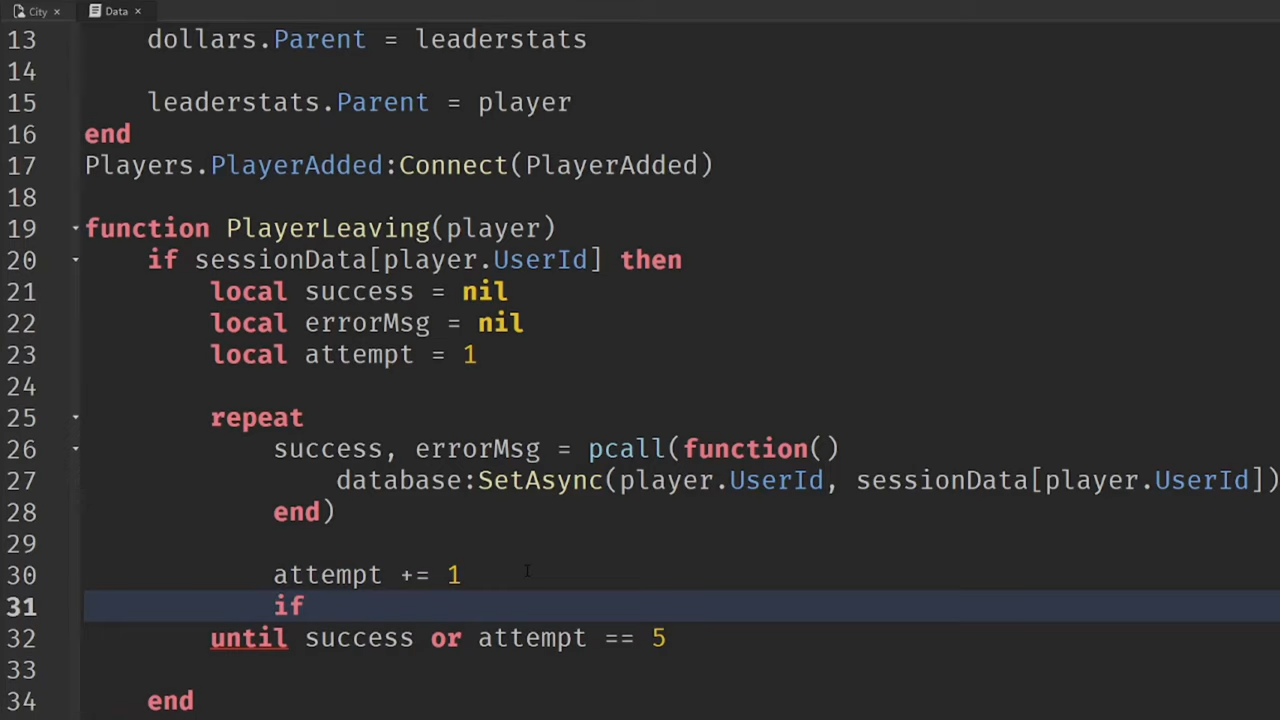 City × Data ×
13 dollars.Parent = leaderstats
14
15 leaderstats.Parent = player
16 end
17 Players.PlayerAdded:Connect(PlayerAdded)
18
19 function PlayerLeaving(player)
20 if sessionData[player.UserId] then
21 local success = nil
22 local errorMsg = nil
23 local attempt = 1
24
25 repeat
26 success, errorMsg = pcall(function()
27 database:SetAsync(player.UserId, sessionData[player.UserId])
28 end)
29
30 attempt += 1
31 if
32 until success or attempt == 5
33
34 end